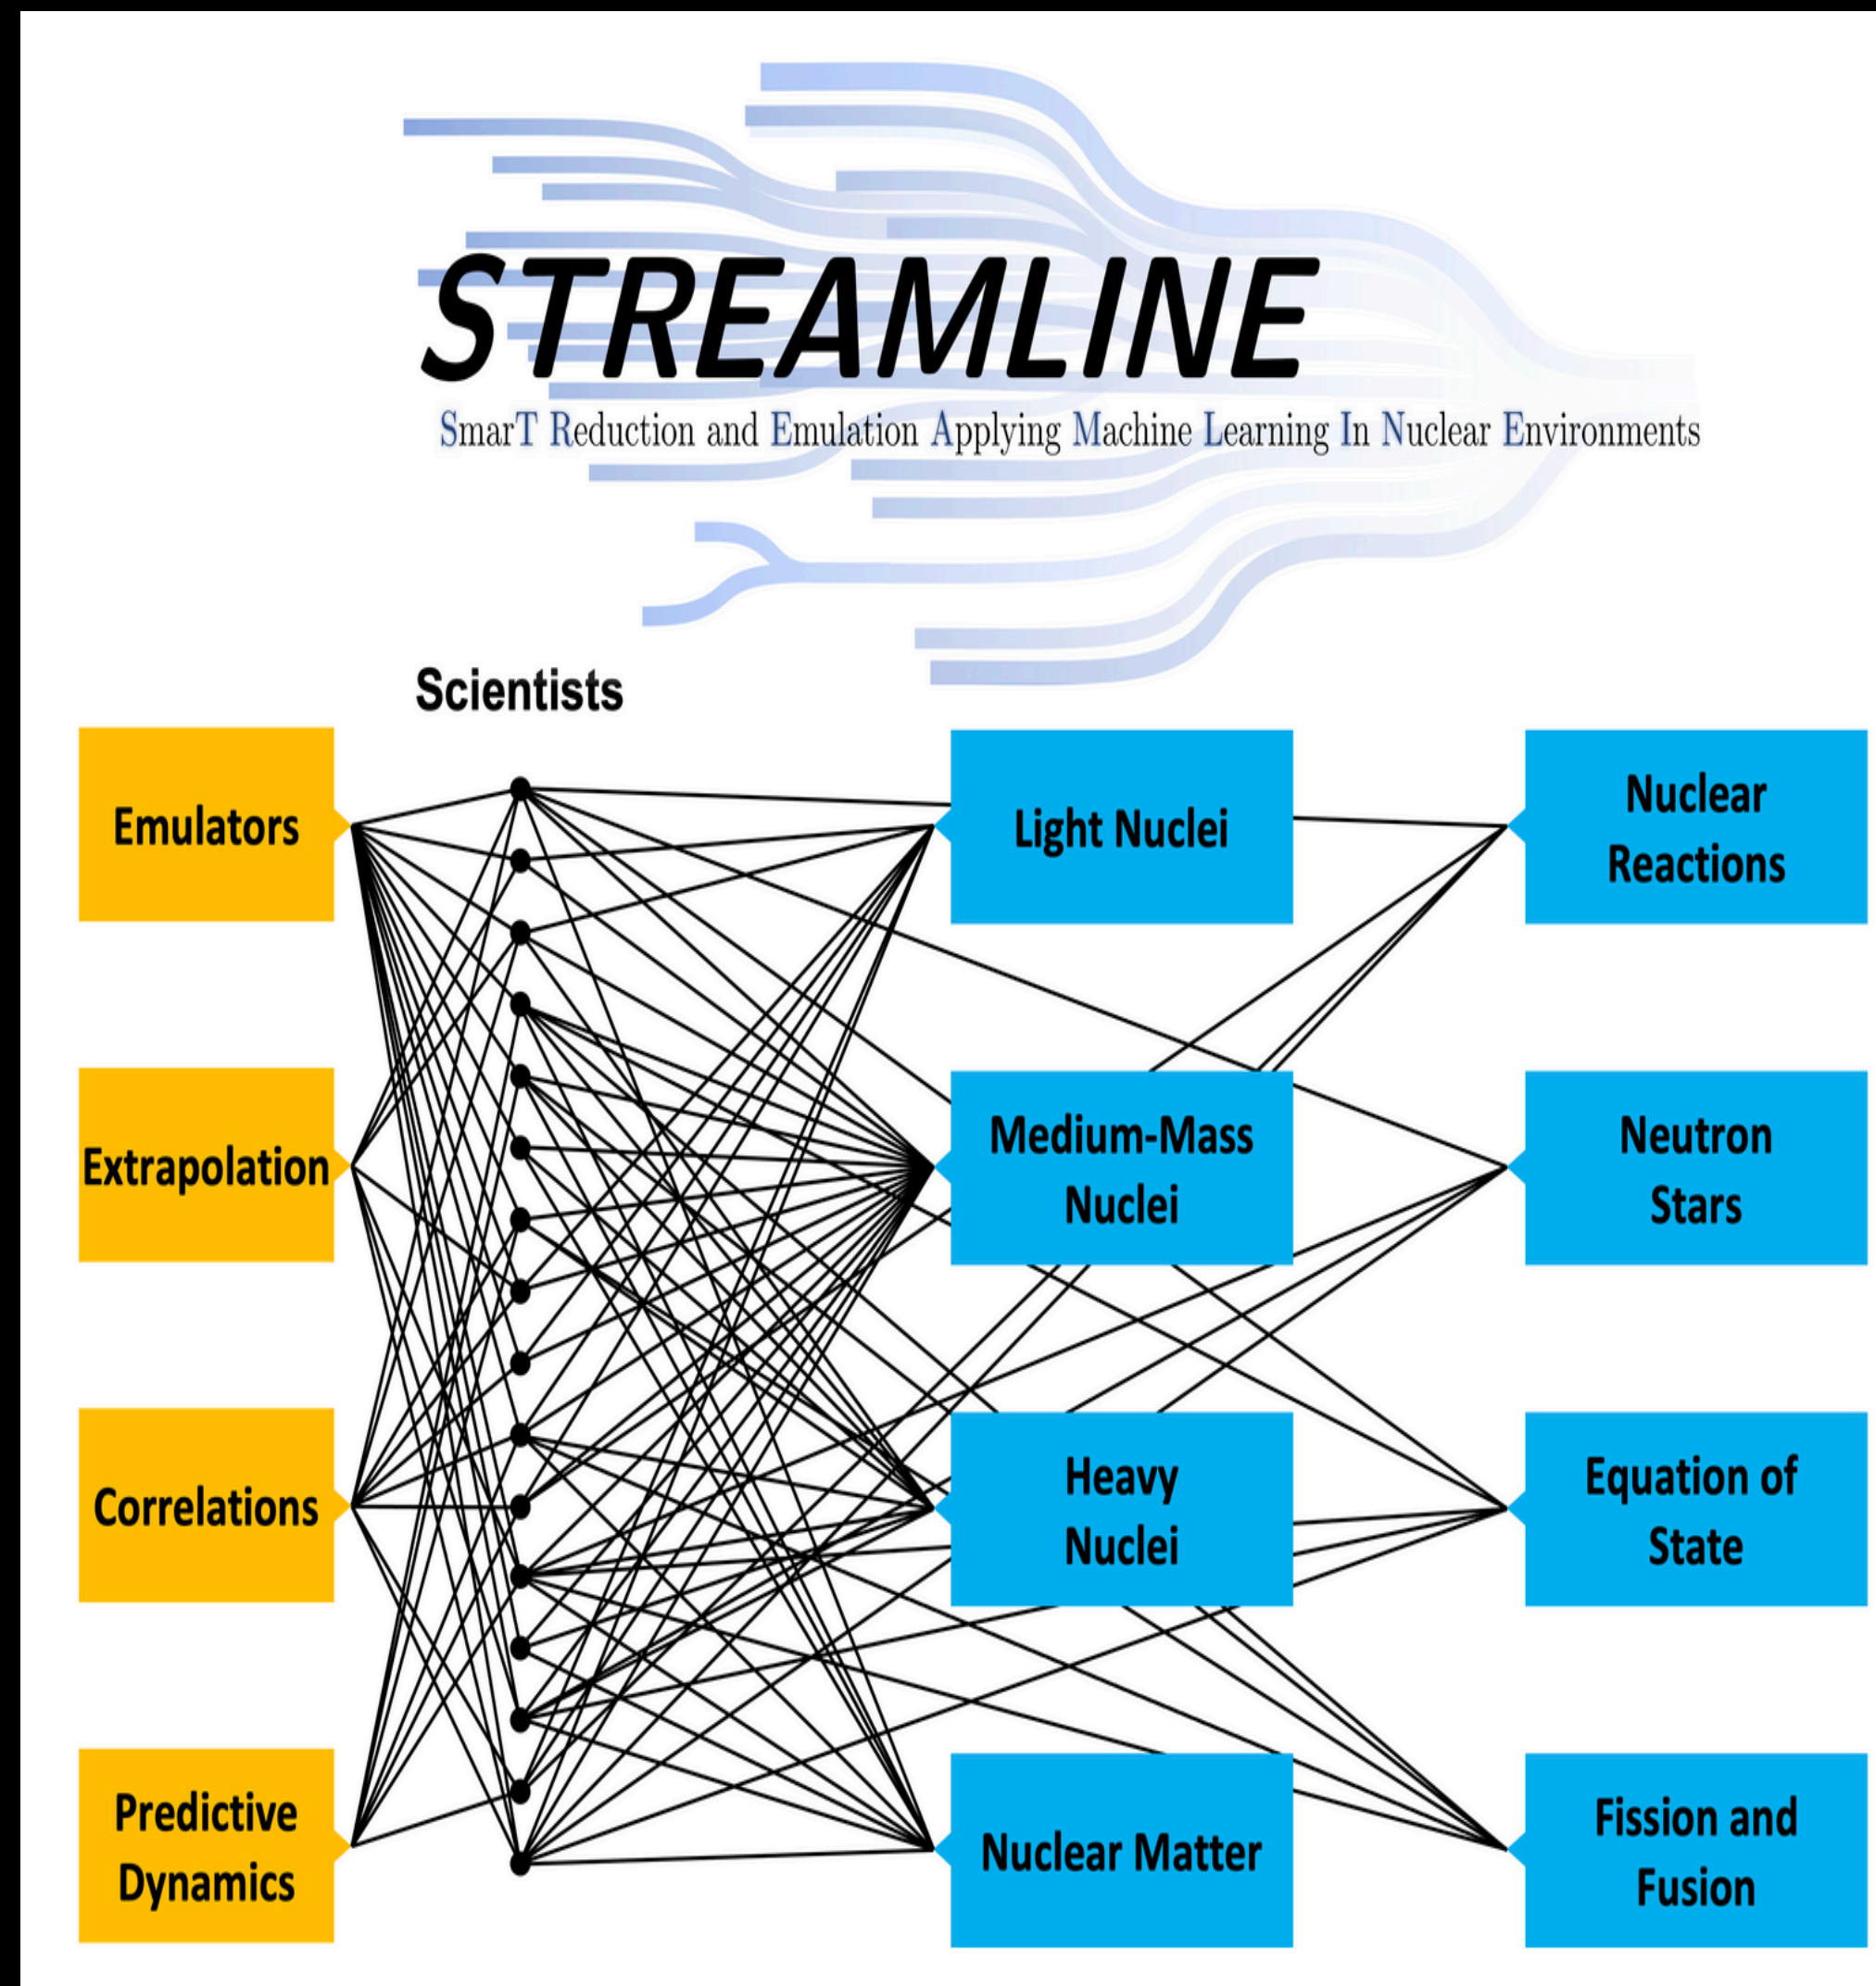 STREAMLINE
SmarT Reduction and Emulation Applying Machine Learning In Nuclear Environments
Scientists
Emulators
Extrapolation
Correlations
Predictive
Dynamics
Light Nuclei
Medium-Mass
Nuclei
Heavy
Nuclei
Nuclear Matter
Nuclear
Reactions
Neutron
Stars
Equation of
State
Fission and
Fusion